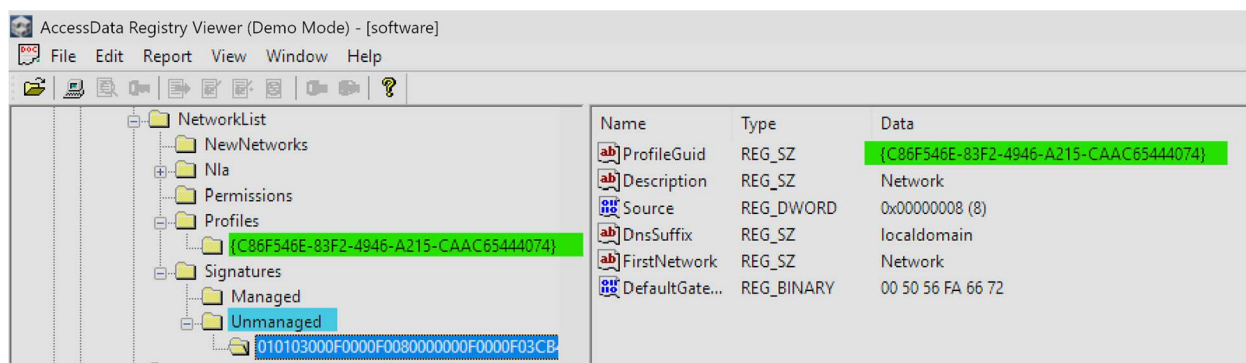 AccessData Registry Viewer (Demo Mode) - [software]
File Edit Report View Window Help
NetworkList
NewNetworks
Nla
Permissions
Profiles
{C86F546E-83F2-4946-A215-CAAC65444074}
Signatures
Managed
Unmanaged
010103000F0000F0080000000F0000F03CB4
Name Type Data
ProfileGuid REG_SZ {C86F546E-83F2-4946-A215-CAAC65444074}
Description REG_SZ Network
Source REG_DWORD 0x00000008 (8)
DnsSuffix REG_SZ localdomain
FirstNetwork REG_SZ Network
DefaultGate... REG_BINARY 00 50 56 FA 66 72